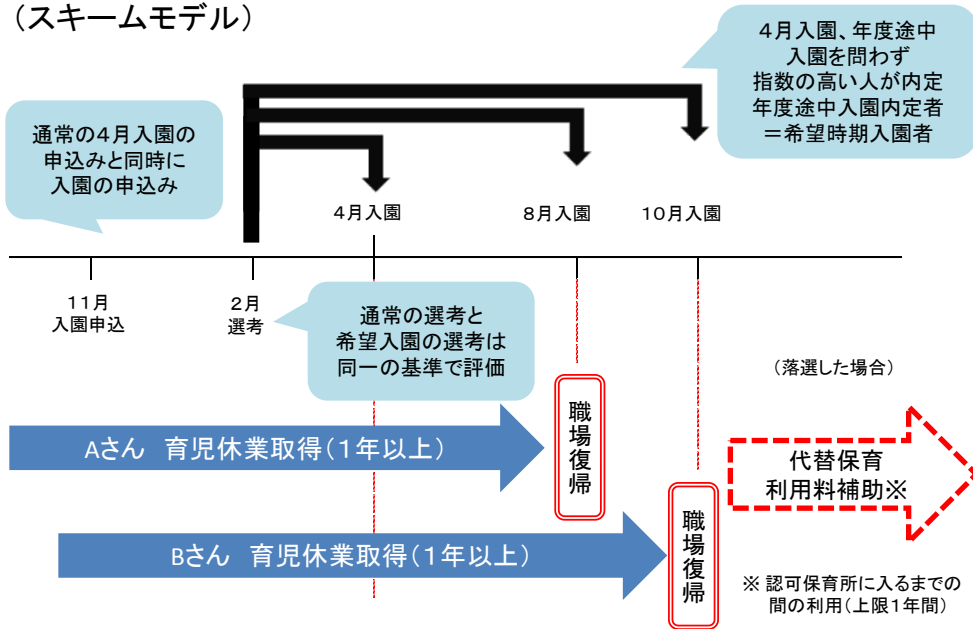 (スキームモデル)
4月入園、年度途中
入園を問わず
指数の高い人が内定
年度途中入園内定者
=希望時期入園者
通常の4月入園の
申込みと同時に
入園の申込み
4月入園
8月入園
10月入園
11月
入園申込
2月
選考
通常の選考と
希望入園の選考は
同一の基準で評価
(落選した場合)
Aさん 育児休業取得(1年以上)
職場復帰
代替保育
利用料補助※
Bさん 育児休業取得(1年以上)
職場復帰
※ 認可保育所に入るまでの
間の利用(上限1年間)